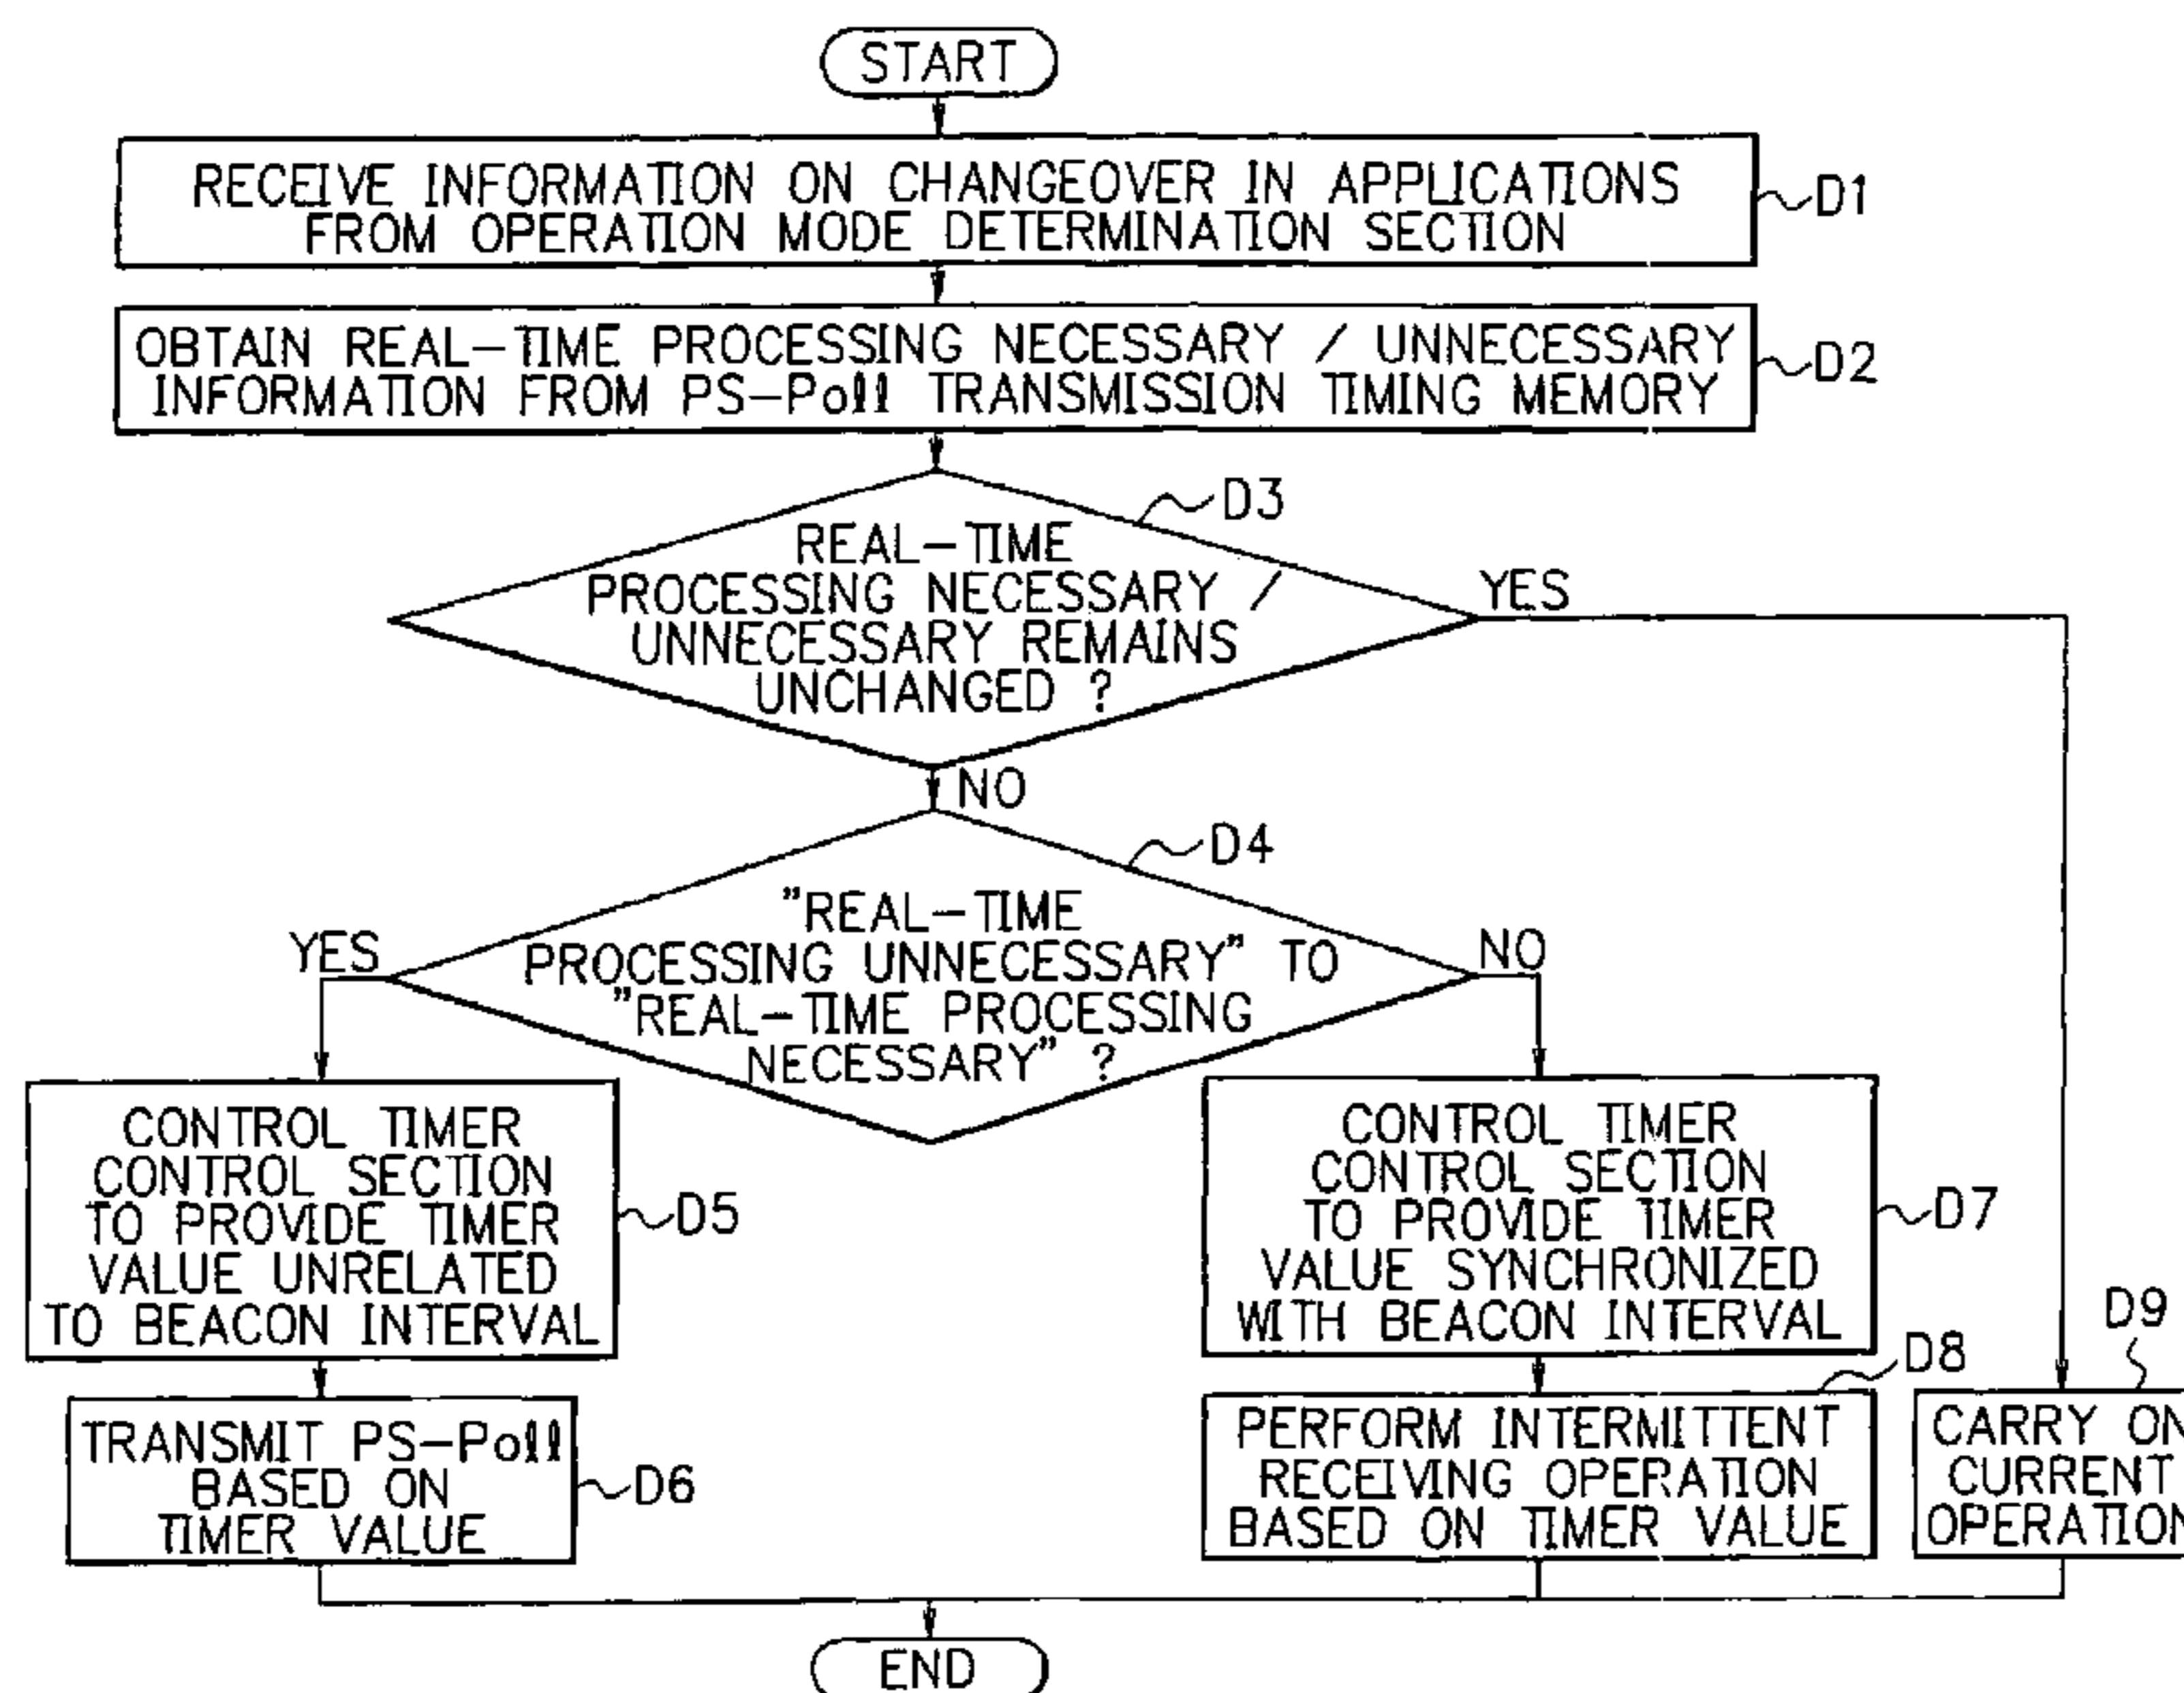 START
RECEIVE INFORMATION ON CHANGEOVER IN APPLICATIONS
FROM OPERATION MODE DETERMINATION SECTION
D1
OBTAIN REAL-TIME PROCESSING NECESSARY / UNNECESSARY
INFORMATION FROM PS-Poll TRANSMISSION TIMING MEMORY
D2
D3
REAL-TIME
PROCESSING NECESSARY /
UNNECESSARY REMAINS
UNCHANGED ?
YES
NO
D4
"REAL-TIME
PROCESSING UNNECESSARY" TO
"REAL-TIME PROCESSING
NECESSARY" ?
YES
NO
CONTROL TIMER
CONTROL SECTION
TO PROVIDE TIMER
VALUE UNRELATED
TO BEACON INTERVAL
D5
TRANSMIT PS-Poll
BASED ON
TIMER VALUE
D6
CONTROL TIMER
CONTROL SECTION
TO PROVIDE TIMER
VALUE SYNCHRONIZED
WITH BEACON INTERVAL
D7
D8
PERFORM INTERMITTENT
RECEIVING OPERATION
BASED ON TIMER VALUE
D9
CARRY ON
CURRENT
OPERATION
END